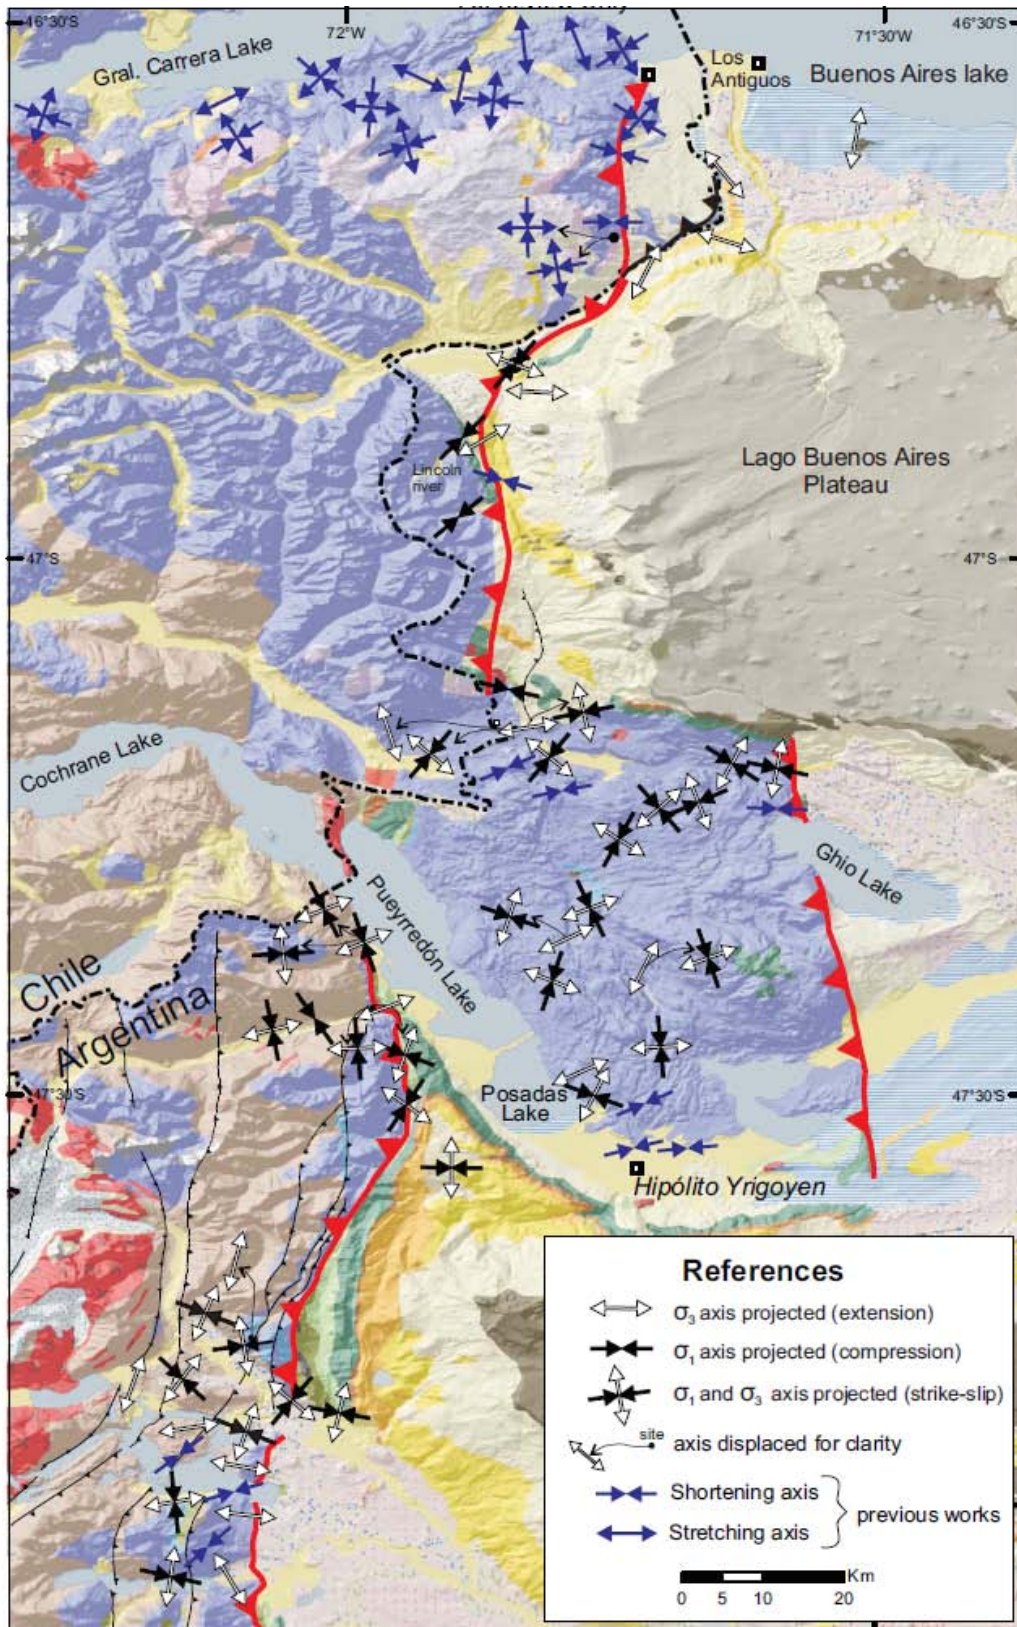 46°30'S
72°W
71°30'W
46°30'S
Gral. Carrera Lake
Los
Antiguos
Buenos Aires lake
Lincoln
river
Lago Buenos Aires
Plateau
47°S
47°S
Cochrane Lake
Pueyrredón Lake
Ghio Lake
Chile
Argentina
47°30'S
Posadas
Lake
47°30'S
Hipólito Yrigoyen
References
σ3 axis projected (extension)
σ1 axis projected (compression)
σ1 and σ3 axis projected (strike-slip)
site
axis displaced for clarity
Shortening axis
Stretching axis
previous works
Km
0 5 10 20